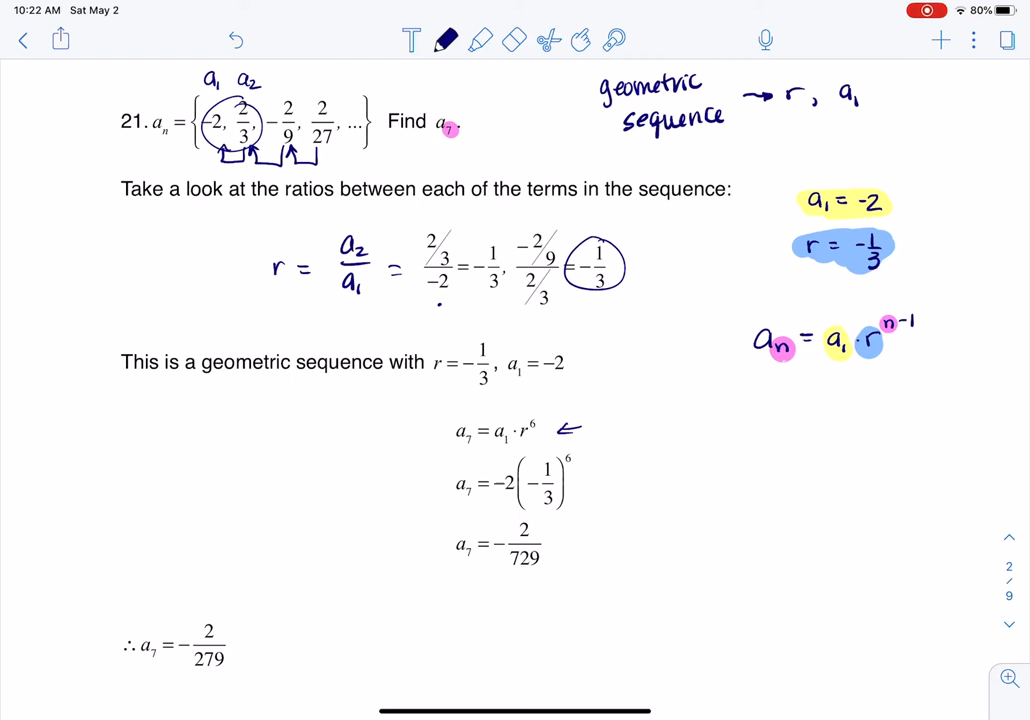 10:22 AM Sat May 2 80%
a₁ a₂
21. aₙ = {-2, 2/3, -2/9, 2/27, ...} Find a₇.
geometric sequence → r, a₁
Take a look at the ratios between each of the terms in the sequence:
a₁ = -2
r = -1/3
r = a₂/a₁ = (2/3)/-2 = -1/3, (-2/9)/(2/3) = -1/3
aₙ = a₁ · rⁿ⁻¹
This is a geometric sequence with r = -1/3, a₁ = -2
a₇ = a₁ · r⁶ ←
a₇ = -2(-1/3)⁶
a₇ = -2/729
2/9
∴ a₇ = -2/279